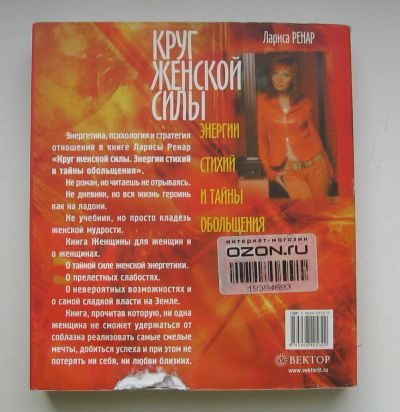 КРУГ
ЖЕНСКОЙ
СИЛЫ
Лариса РЕНАР
ЭНЕРГИИ
СТИХИЙ
И ТАЙНЫ
ОБОЛЬЩЕНИЯ
Энергетика, психология и стратегия
отношений в книге Ларисы Ренар
«Круг женской силы. Энергии стихий
и тайны обольщения».
Не роман, но читаешь не отрываясь.
Не дневник, но вся жизнь героинь
как на ладони.
Не учебник, но просто кладезь
женской мудрости.
Книга Женщины для женщин и
о женщинах.
О тайной силе женской энергетики.
О прелестных слабостях.
О невероятных возможностях и
о самой сладкой власти на Земле.
Книга, прочитав которую, ни одна
женщина не сможет удержаться от
соблазна реализовать самые смелые
мечты, добиться успеха и при этом не
потерять ни себя, ни любви близких.
интернет-магазин
OZON.ru
19394693
ВЕКТОР
www.vektorlit.ru